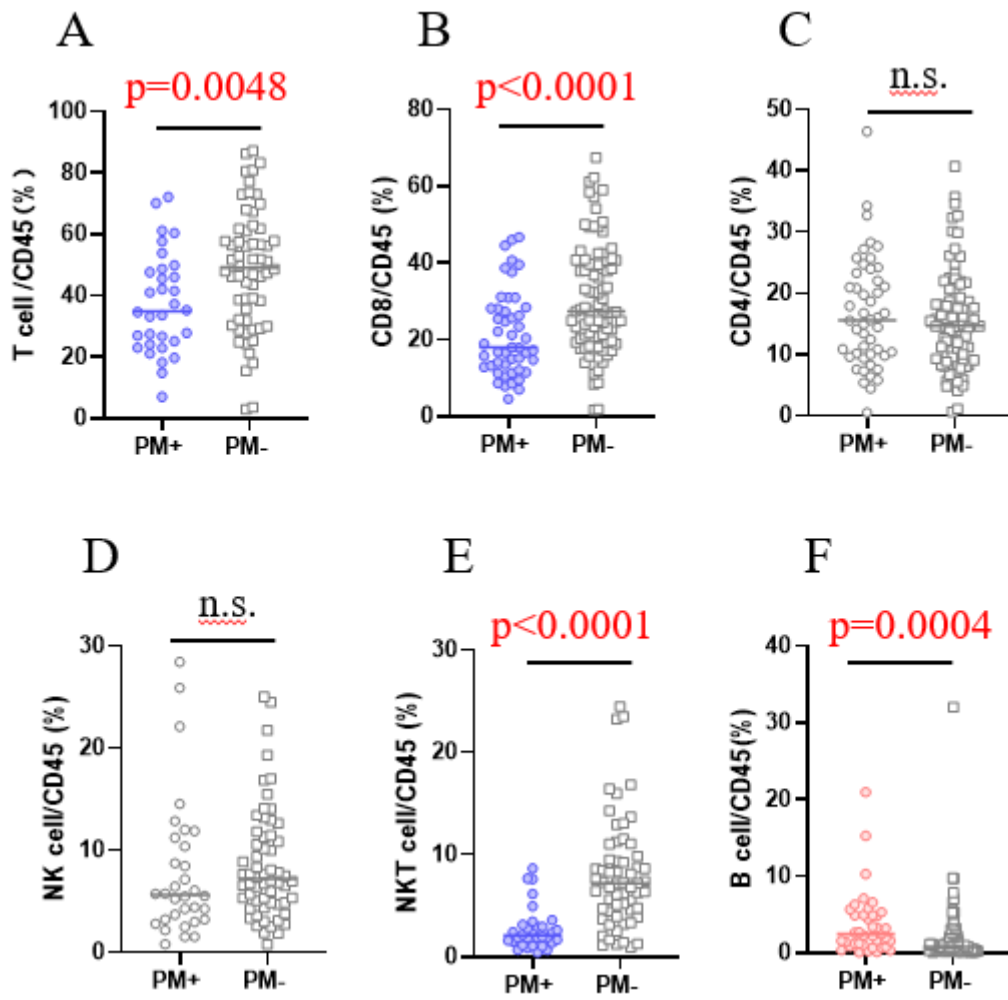 A
p=0.0048
T cell /CD45 (%)
100
80
60
40
20
0
PM+ PM-
B
p<0.0001
CD8/CD45 (%)
80
60
40
20
0
PM+ PM-
C
n.s.
CD4/CD45 (%)
50
40
30
20
10
0
PM+ PM-
D
n.s.
NK cell/CD45 (%)
30
20
10
0
PM+ PM-
E
p<0.0001
NKT cell/CD45 (%)
30
20
10
0
PM+ PM-
F
p=0.0004
B cell/CD45(%)
40
30
20
10
0
PM+ PM-